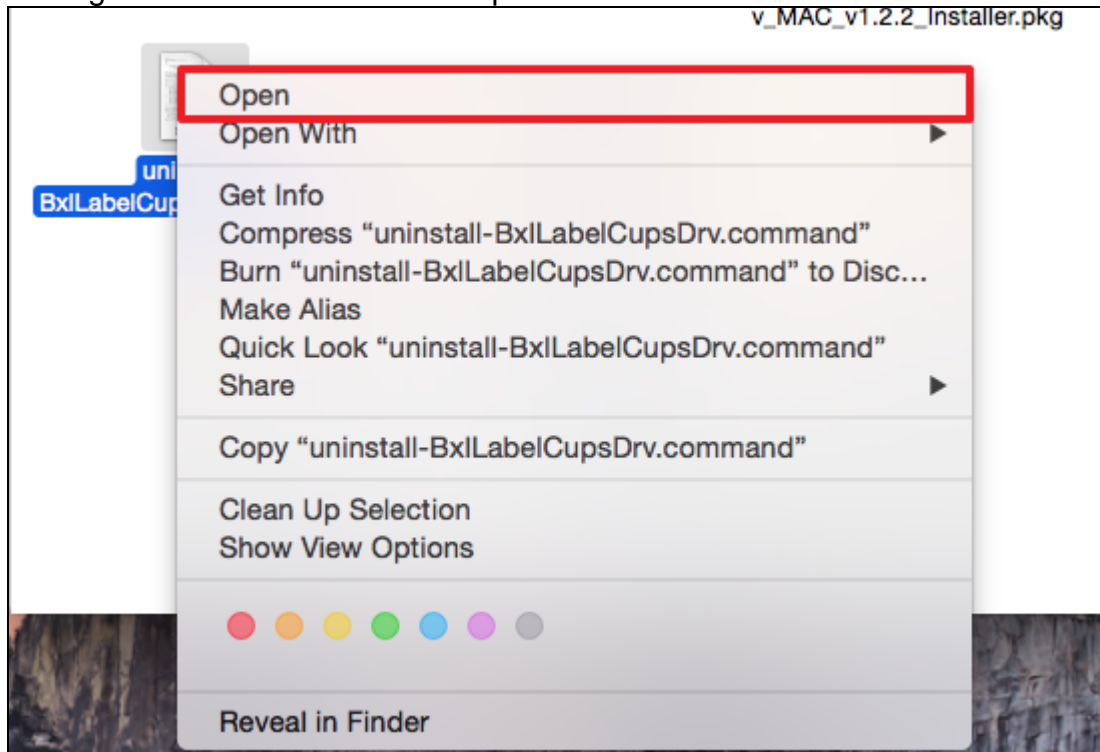 v_MAC_v1.2.2_Installer.pkg
Open
Open With
uni
BxlLabelCup
Get Info
Compress “uninstall-BxlLabelCupsDrv.command”
Burn “uninstall-BxlLabelCupsDrv.command” to Disc...
Make Alias
Quick Look “uninstall-BxlLabelCupsDrv.command”
Share
Copy “uninstall-BxlLabelCupsDrv.command”
Clean Up Selection
Show View Options
Reveal in Finder